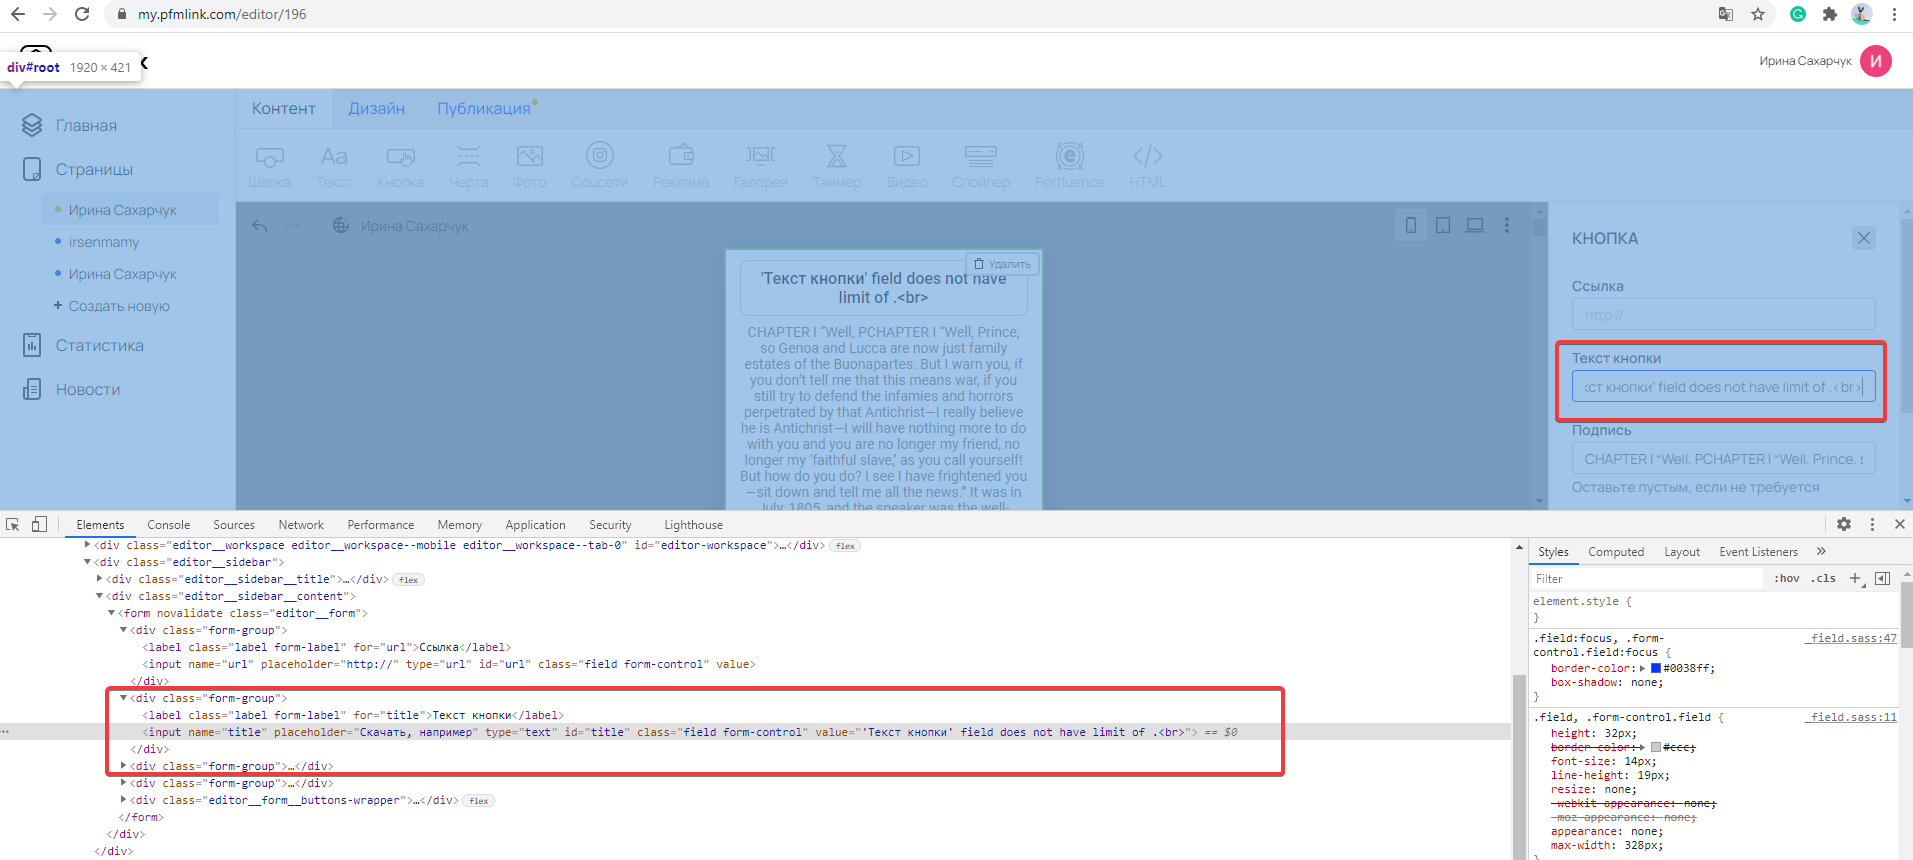 my.pfmlink.com/editor/196
div#root 1920 × 421
Ирина Сахарчук
И
Главная
Страницы
Ирина Сахарчук
irsenmamy
Ирина Сахарчук
+ Создать новую
Статистика
Новости
Контент Дизайн Публикация
Aa
Шапка Текст Кнопка Черта Фото Соцсети Реклама Галерея Таймер Видео Спойлер Perfluence HTML
Ирина Сахарчук
Удалить
'Текст кнопки' field does not have
limit of .<br>
CHAPTER I “Well, PCHAPTER I “Well, Prince,
so Genoa and Lucca are now just family
estates of the Buonapartes. But I warn you, if
you don’t tell me that this means war, if you
still try to defend the infamies and horrors
perpetrated by that Antichrist—I really believe
he is Antichrist—I will have nothing more to do
with you and you are no longer my friend, no
longer my ‘faithful slave,’ as you call yourself!
But how do you do? I see I have frightened you
—sit down and tell me all the news.” It was in
July, 1805, and the speaker was the well-
КНОПКА
Ссылка
http://
Текст кнопки
кст кнопки' field does not have limit of .<br>
Подпись
CHAPTER I “Well, PCHAPTER I “Well, Prince, s
Оставьте пустым, если не требуется
Elements Console Sources Network Performance Memory Application Security Lighthouse
<div class="editor__workspace editor__workspace--mobile editor__workspace--tab-0" id="editor-workspace">…</div> flex
<div class="editor__sidebar">
<div class="editor__sidebar__title">…</div> flex
<div class="editor__sidebar__content">
<form novalidate class="editor__form">
<div class="form-group">
<label class="label form-label" for="url">Ссылка</label>
<input name="url" placeholder="http://" type="url" id="url" class="field form-control" value>
</div>
<div class="form-group">
<label class="label form-label" for="title">Текст кнопки</label>
<input name="title" placeholder="Скачать, например" type="text" id="title" class="field form-control" value="'Текст кнопки' field does not have limit of .<br>"> == $0
</div>
<div class="form-group">…</div>
<div class="form-group">…</div>
<div class="editor__form__buttons-wrapper">…</div> flex
</form>
</div>
</div>
Styles Computed Layout Event Listeners »
Filter :hov .cls +
element.style {
}
.field:focus, .form- _field.sass:47
control.field:focus {
border-color: #0038ff;
box-shadow: none;
}
.field, .form-control.field { _field.sass:11
height: 32px;
border-color: #ccc;
font-size: 14px;
line-height: 19px;
resize: none;
-webkit-appearance: none;
-moz-appearance: none;
appearance: none;
max-width: 328px;
}